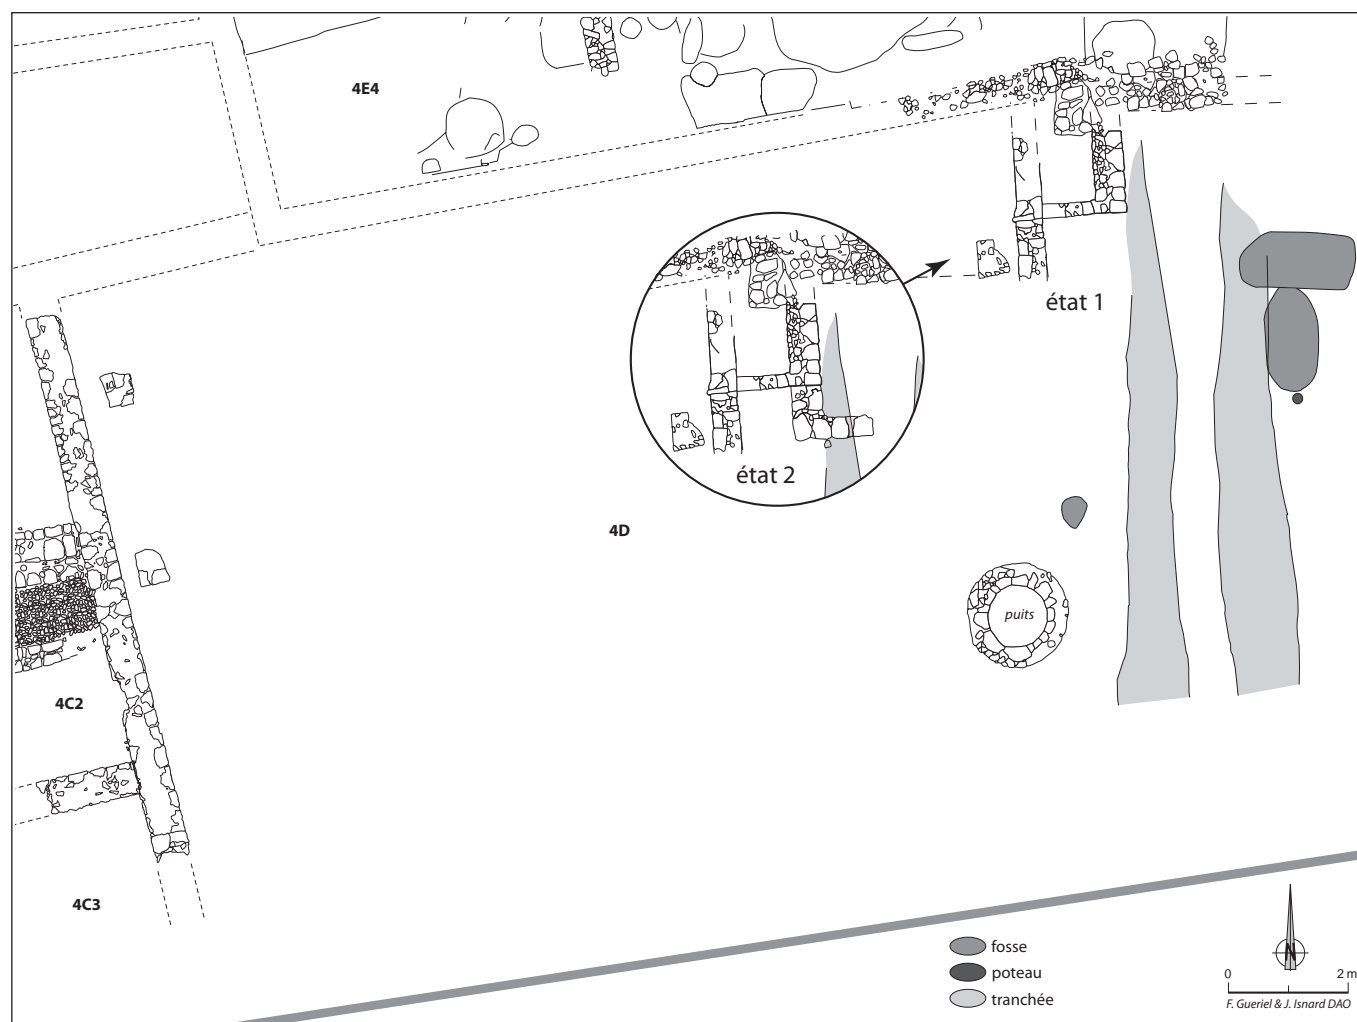 4E4
état 1
état 2
4D
puits
4C2
4C3
fosse
poteau
tranchée
N
0 2 m
F. Gueriel & J. Isnard DAO